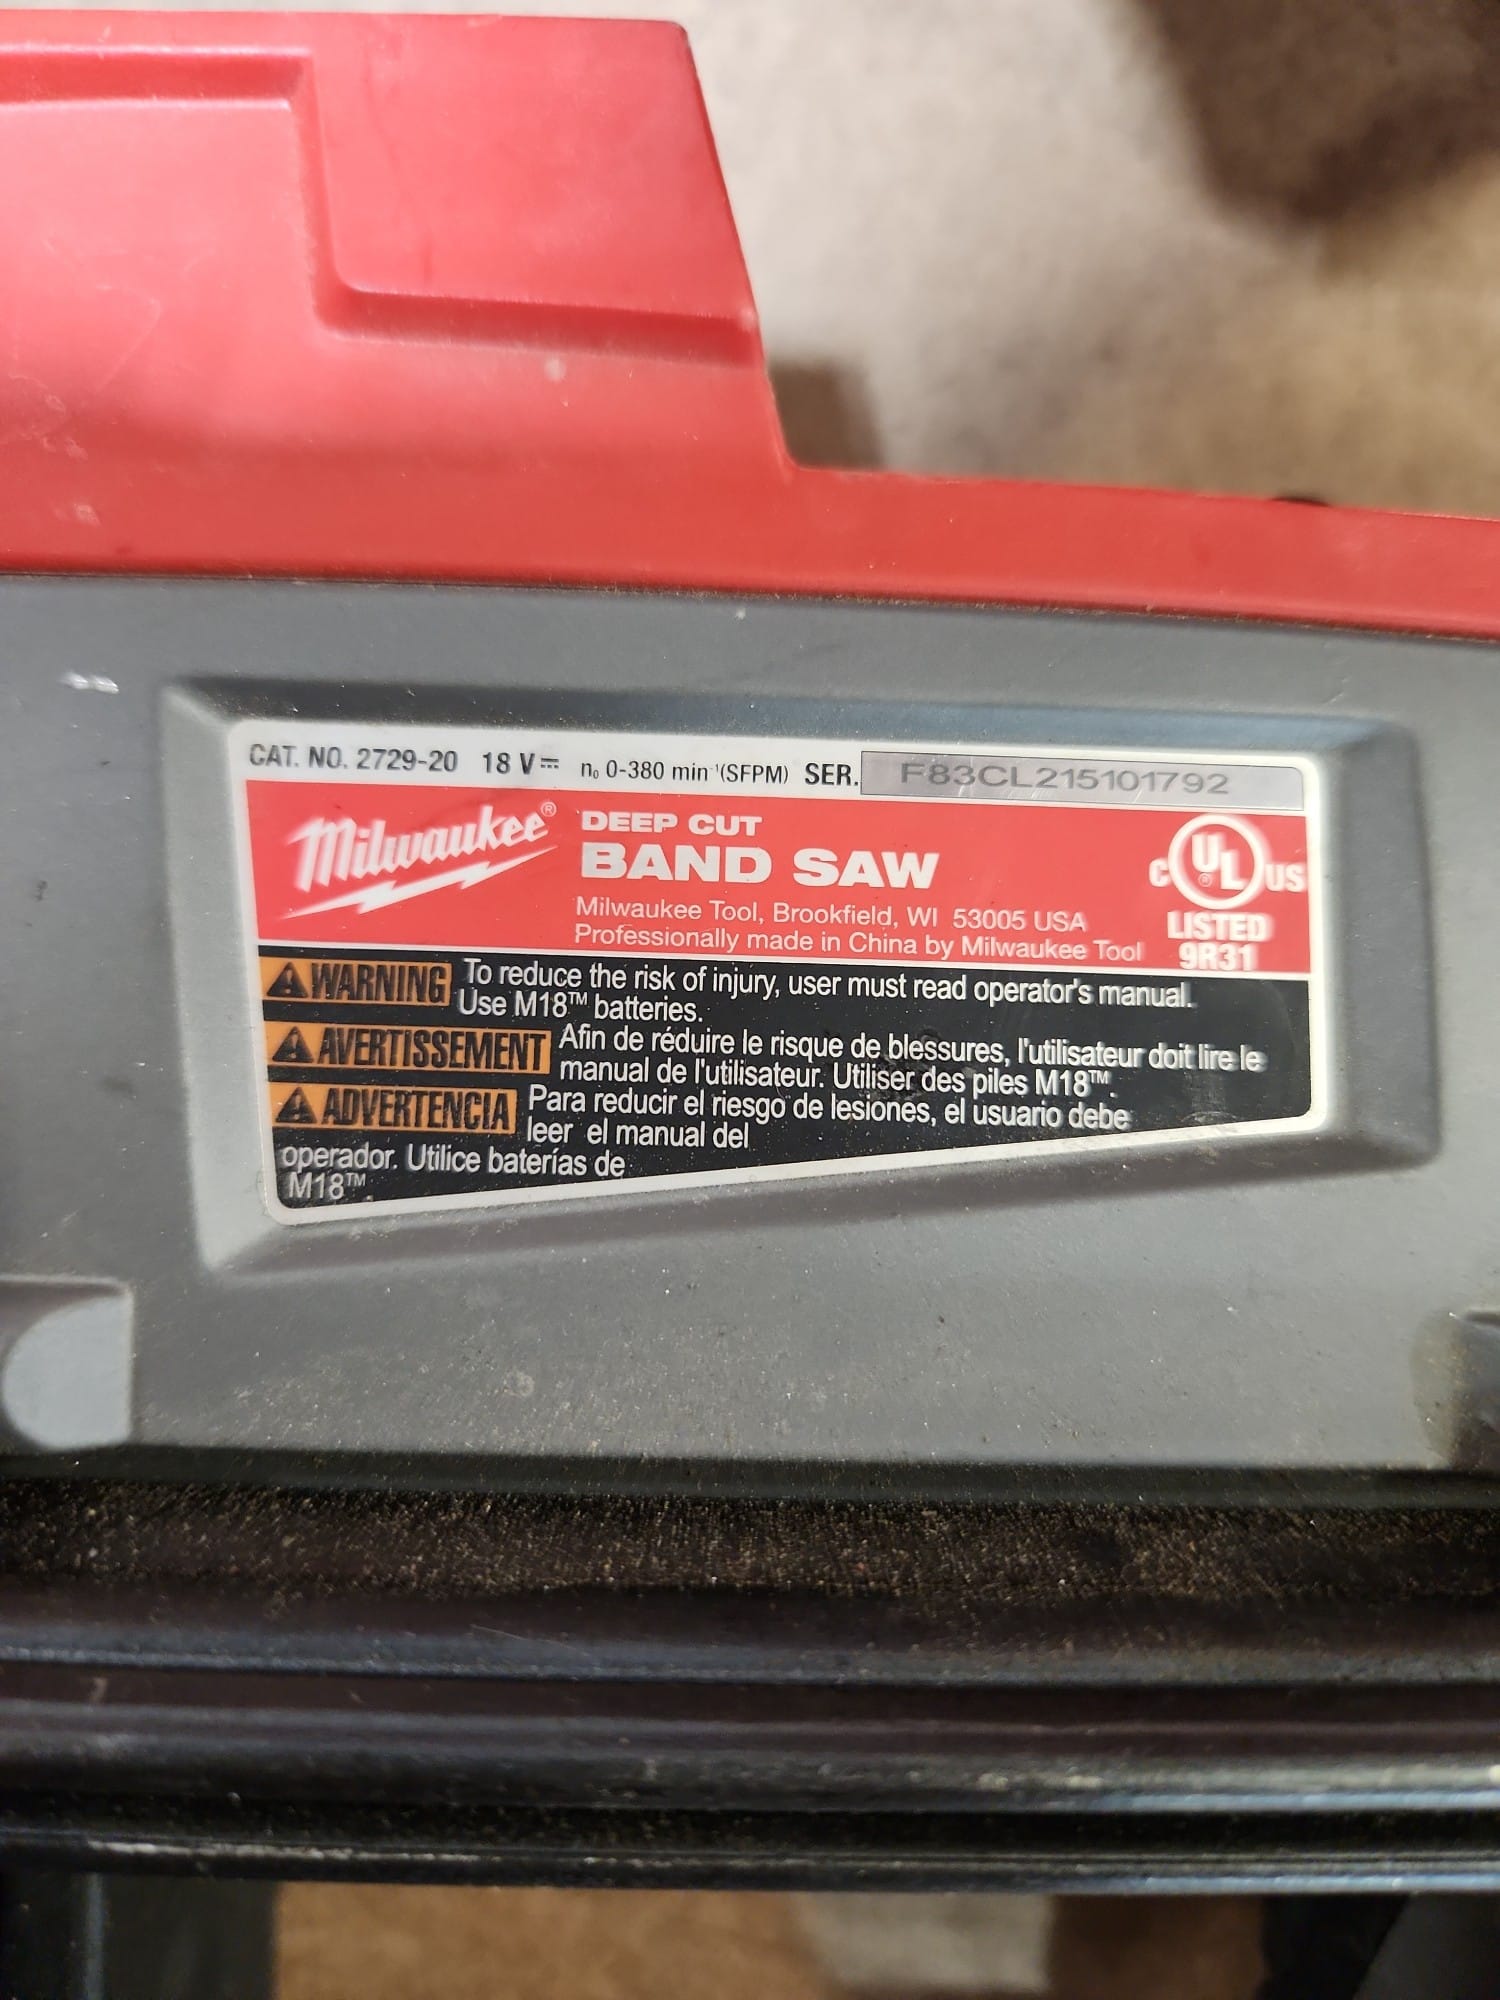 CAT. NO. 2729-20 18 V⎓ n₀ 0-380 min⁻¹(SFPM) SER. F83CL215101792
Milwaukee®
DEEP CUT
BAND SAW
Milwaukee Tool, Brookfield, WI 53005 USA
Professionally made in China by Milwaukee Tool
C UL® US
LISTED
9R31
WARNING To reduce the risk of injury, user must read operator's manual.
Use M18™ batteries.
AVERTISSEMENT Afin de réduire le risque de blessures, l'utilisateur doit lire le
manual de l'utilisateur. Utiliser des piles M18™.
ADVERTENCIA Para reducir el riesgo de lesiones, el usuario debe
leer el manual del
operador. Utilice baterías de
M18™.